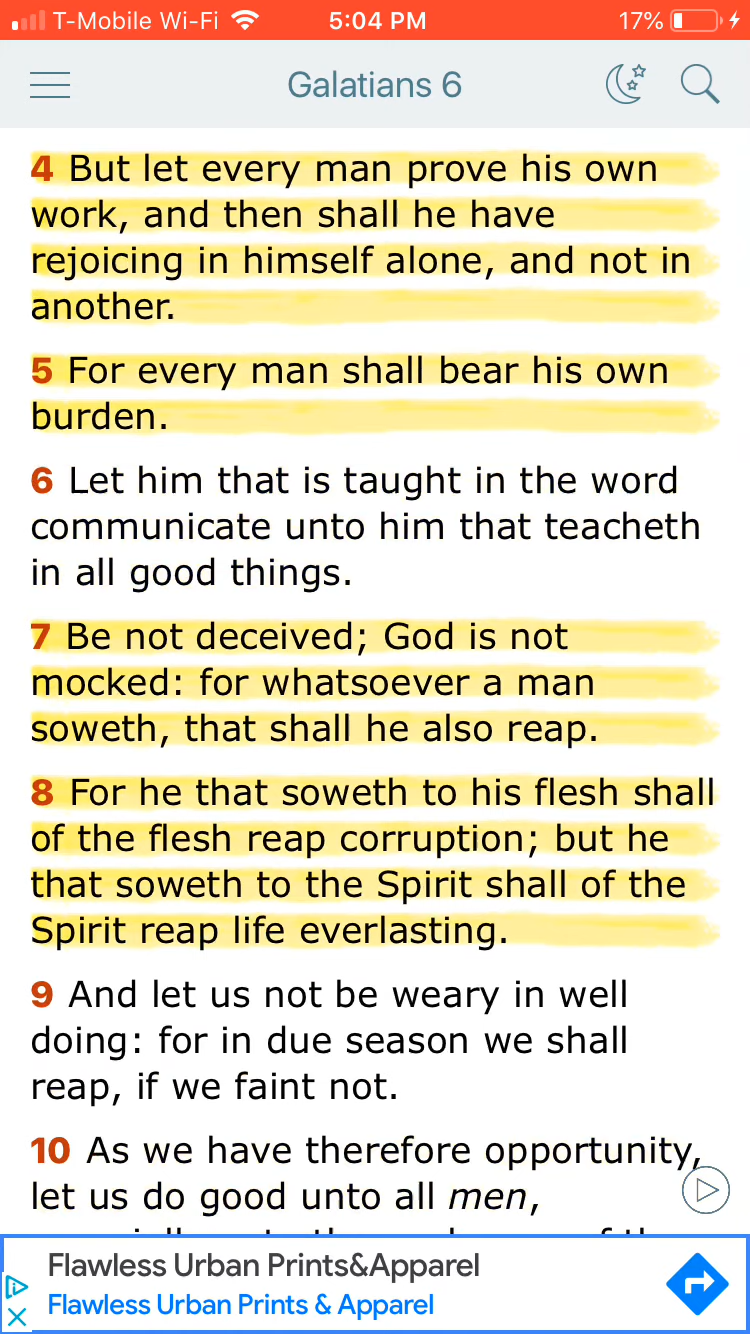 T-Mobile Wi-Fi 5:04 PM 17%
Galatians 6
4 But let every man prove his own
work, and then shall he have
rejoicing in himself alone, and not in
another.
5 For every man shall bear his own
burden.
6 Let him that is taught in the word
communicate unto him that teacheth
in all good things.
7 Be not deceived; God is not
mocked: for whatsoever a man
soweth, that shall he also reap.
8 For he that soweth to his flesh shall
of the flesh reap corruption; but he
that soweth to the Spirit shall of the
Spirit reap life everlasting.
9 And let us not be weary in well
doing: for in due season we shall
reap, if we faint not.
10 As we have therefore opportunity,
let us do good unto all men,
Flawless Urban Prints&Apparel
Flawless Urban Prints & Apparel